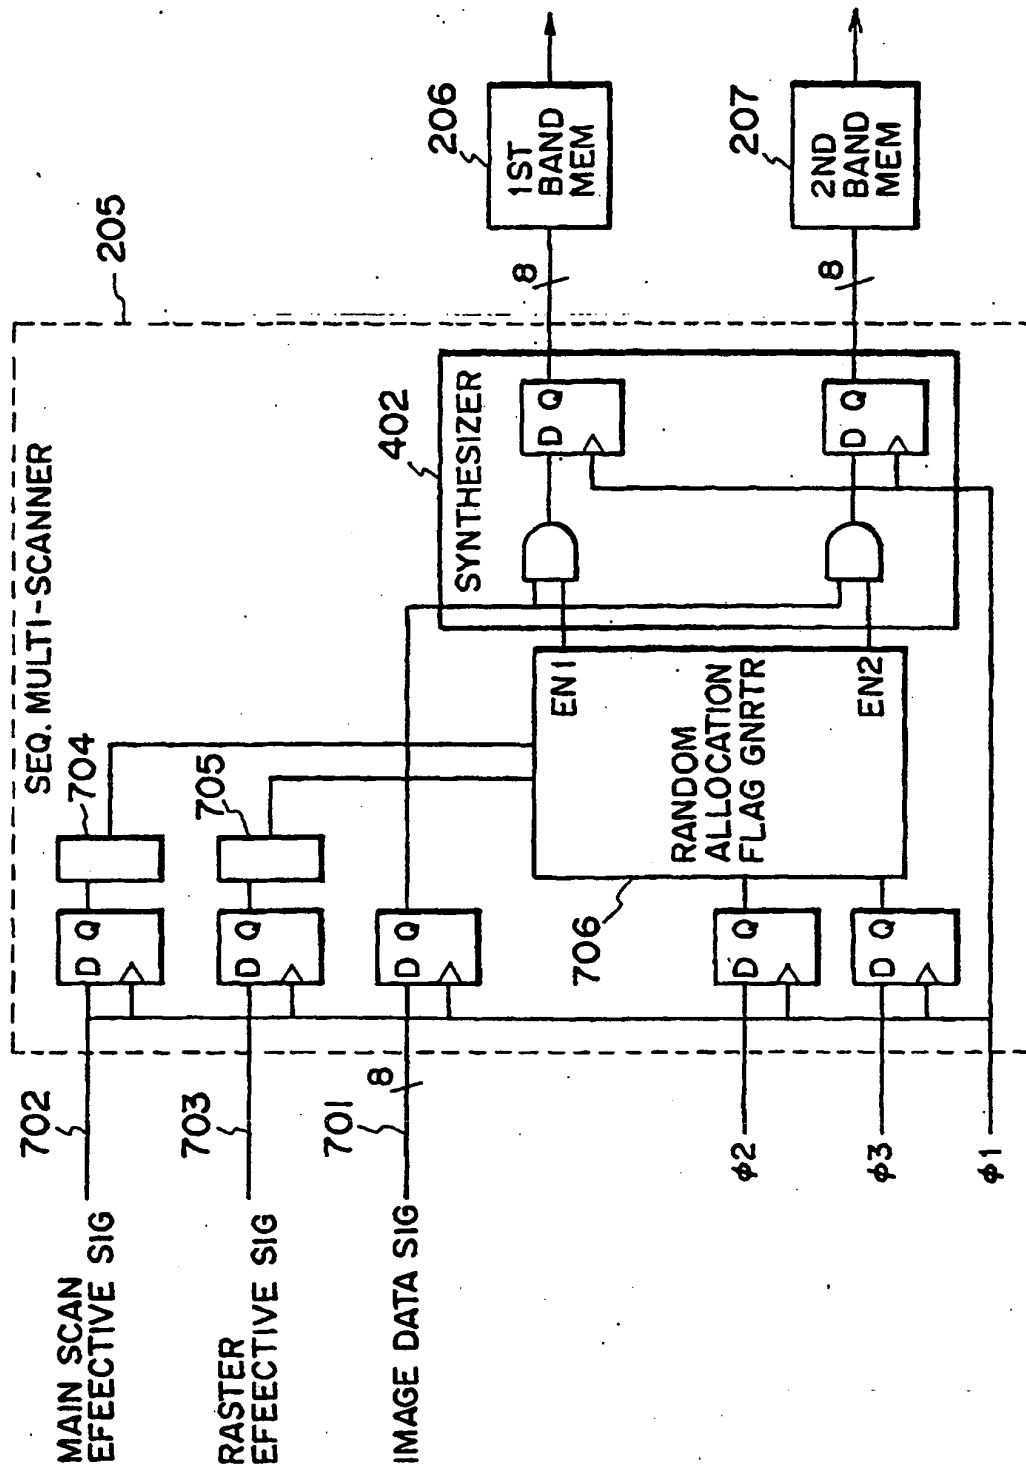 MAIN SCAN
EFEECTIVE SIG
702
RASTER
EFEECTIVE SIG
703
IMAGE DATA SIG
701
8
φ2
φ3
φ1
SEQ. MULTI-SCANNER
205
704
705
706
D Q
D Q
D Q
D Q
D Q
RANDOM
ALLOCATION
FLAG GNRTR
EN1
EN2
402
SYNTHESIZER
D Q
D Q
8
8
206
1ST
BAND
MEM
207
2ND
BAND
MEM